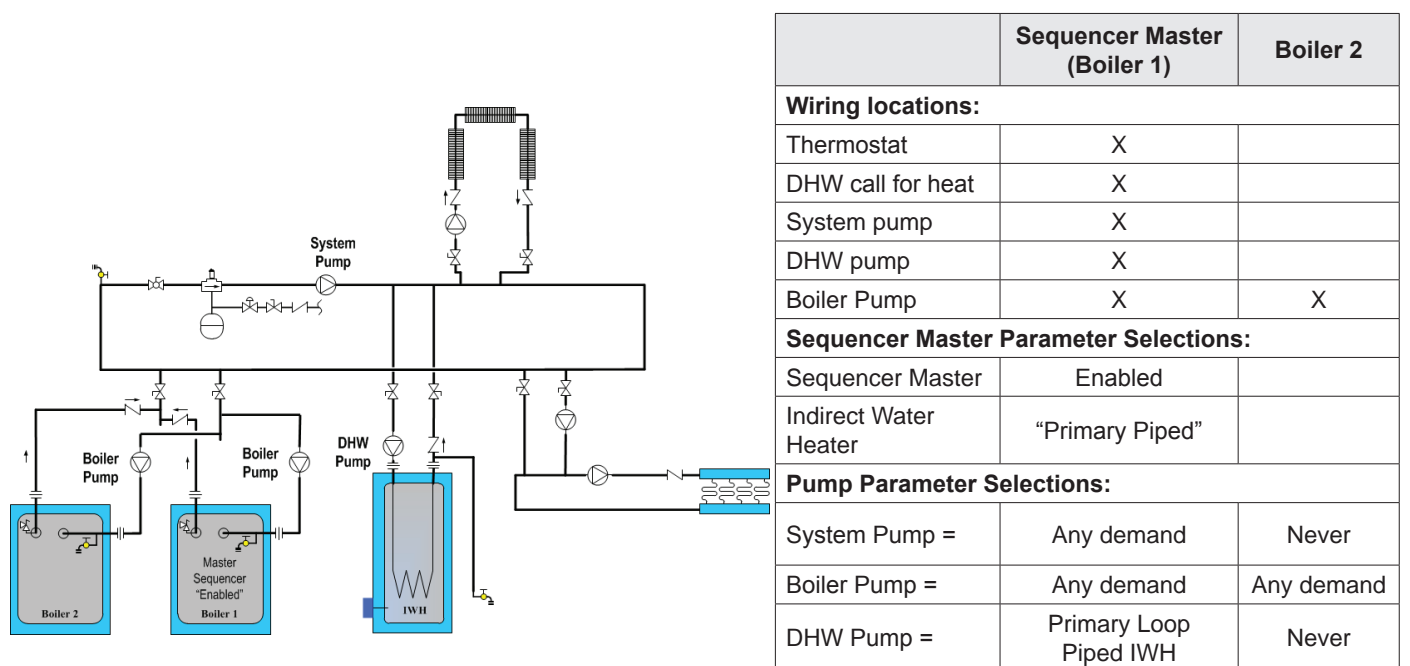 System
Pump
Boiler
Pump
Boiler
Pump
DHW
Pump
Master
Sequencer
“Enabled”
Boiler 2
Boiler 1
IWH
Sequencer Master
(Boiler 1)
Boiler 2
Wiring locations:
Thermostat X
DHW call for heat X
System pump X
DHW pump X
Boiler Pump X X
Sequencer Master Parameter Selections:
Sequencer Master Enabled
Indirect Water
Heater
“Primary Piped”
Pump Parameter Selections:
System Pump = Any demand Never
Boiler Pump = Any demand Any demand
DHW Pump = Primary Loop
Piped IWH
Never